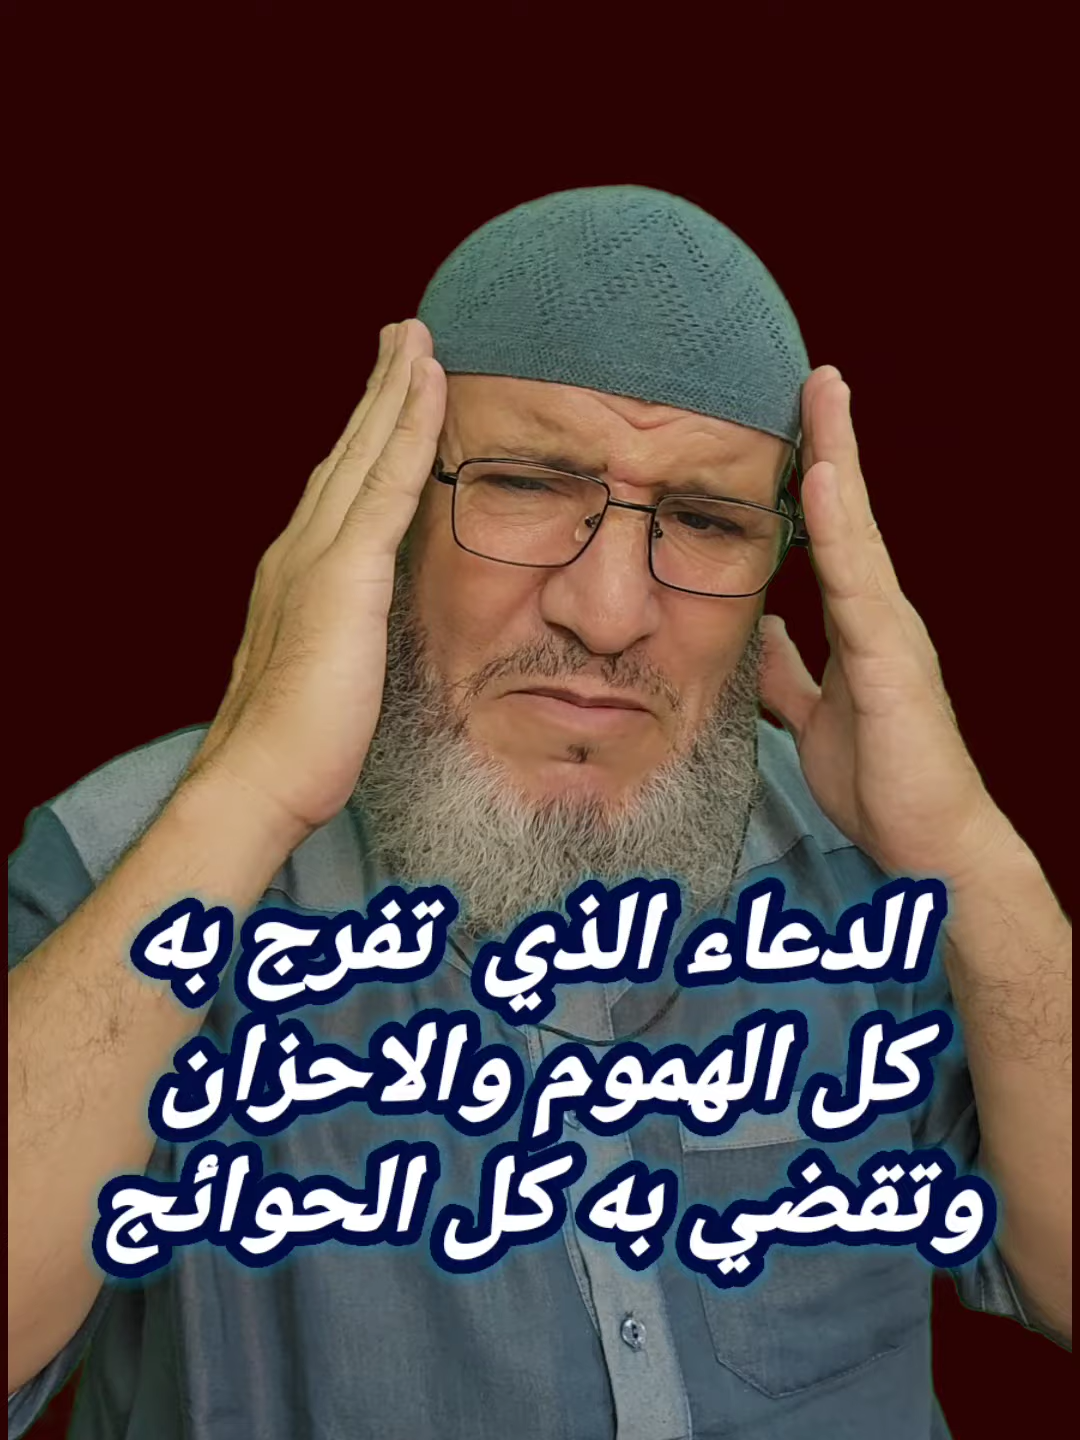 الدعاء الذي تفرج به
كل الهموم والاحزان
وتقضي به كل الحوائج